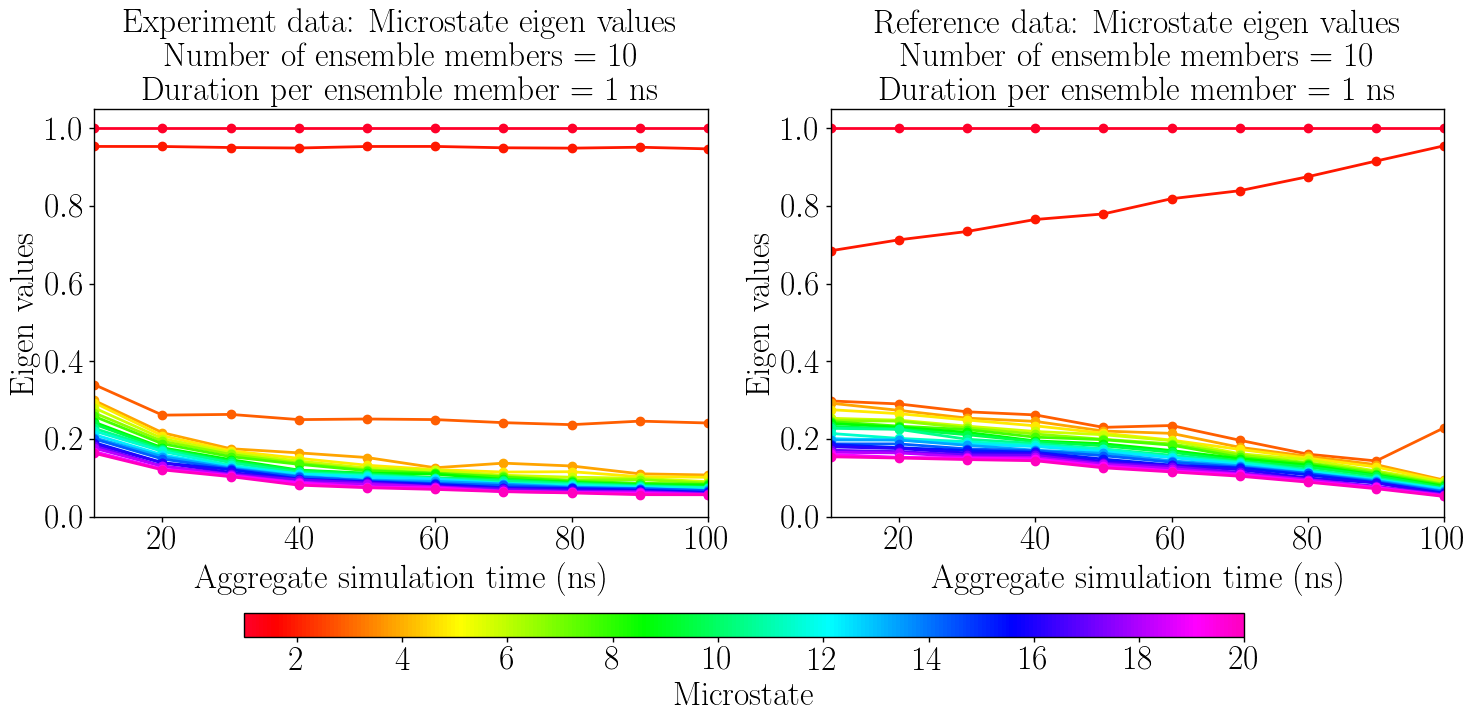 Experiment data: Microstate eigen values
Number of ensemble members = 10
Duration per ensemble member = 1 ns
1.0
0.8
0.6
0.4
0.2
0.0
Eigen values
20 40 60 80 100
Aggregate simulation time (ns)
Reference data: Microstate eigen values
Number of ensemble members = 10
Duration per ensemble member = 1 ns
1.0
0.8
0.6
0.4
0.2
0.0
Eigen values
20 40 60 80 100
Aggregate simulation time (ns)
2 4 6 8 10 12 14 16 18 20
Microstate